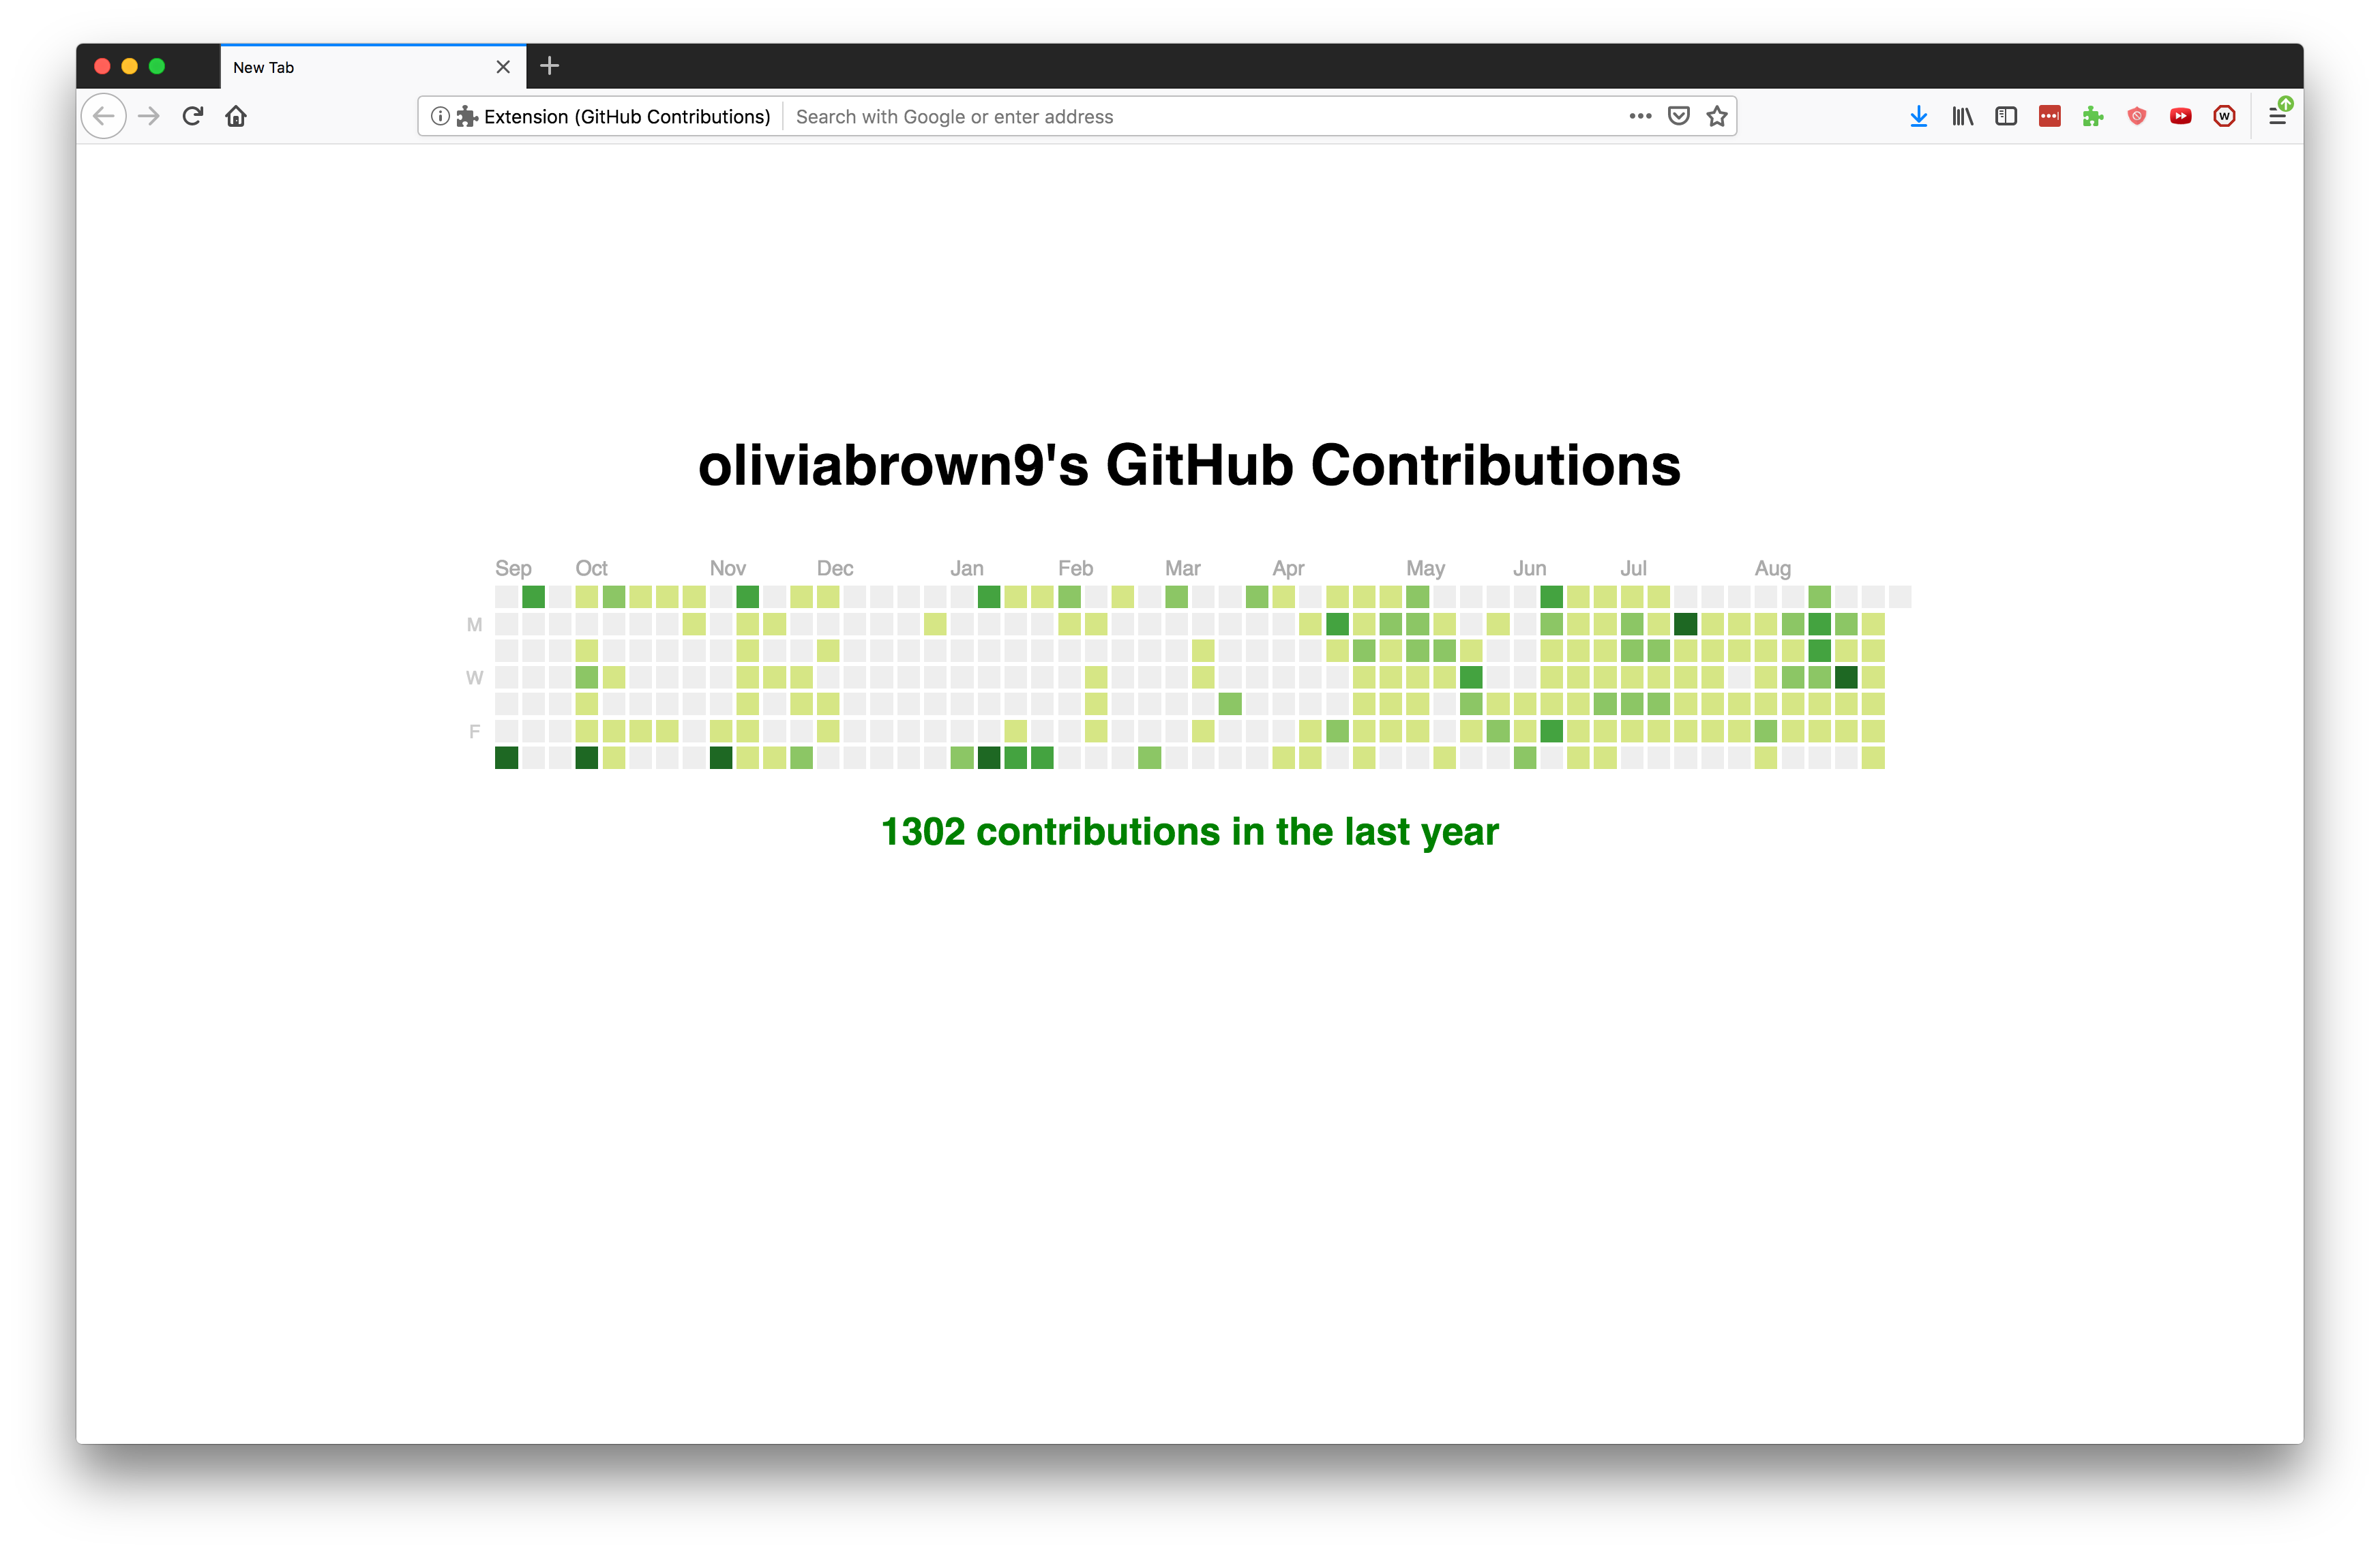 New Tab
Extension (GitHub Contributions) Search with Google or enter address
W
oliviabrown9's GitHub Contributions
Sep Oct Nov Dec Jan Feb Mar Apr May Jun Jul Aug
M
W
F
1302 contributions in the last year